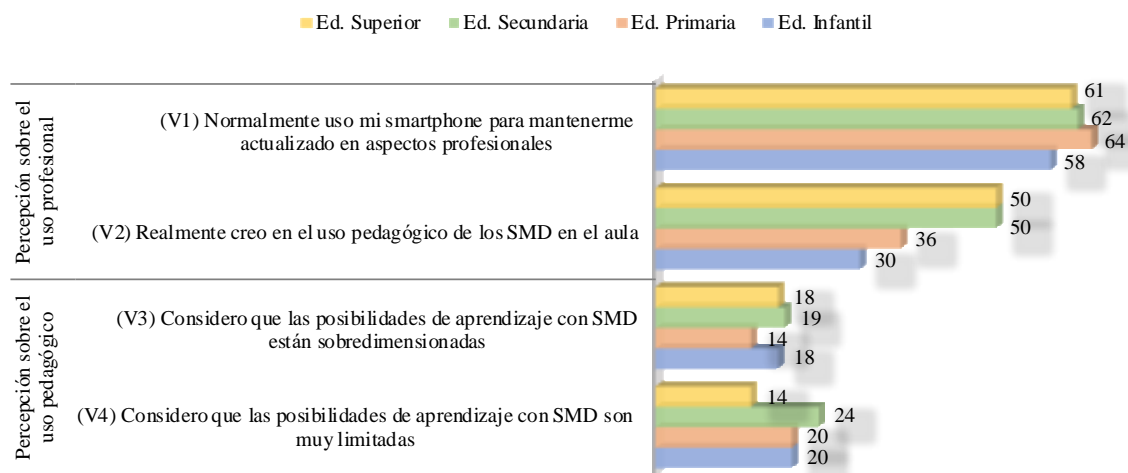 Ed. Superior Ed. Secundaria Ed. Primaria Ed. Infantil
Percepción sobre el
uso profesional
(V1) Normalmente uso mi smartphone para mantenerme
actualizado en aspectos profesionales
61
62
64
58
(V2) Realmente creo en el uso pedagógico de los SMD en el aula
50
50
36
30
Percepción sobre el
uso pedagógico
(V3) Considero que las posibilidades de aprendizaje con SMD
están sobredimensionadas
18
19
14
18
(V4) Considero que las posibilidades de aprendizaje con SMD son
muy limitadas
14
24
20
20